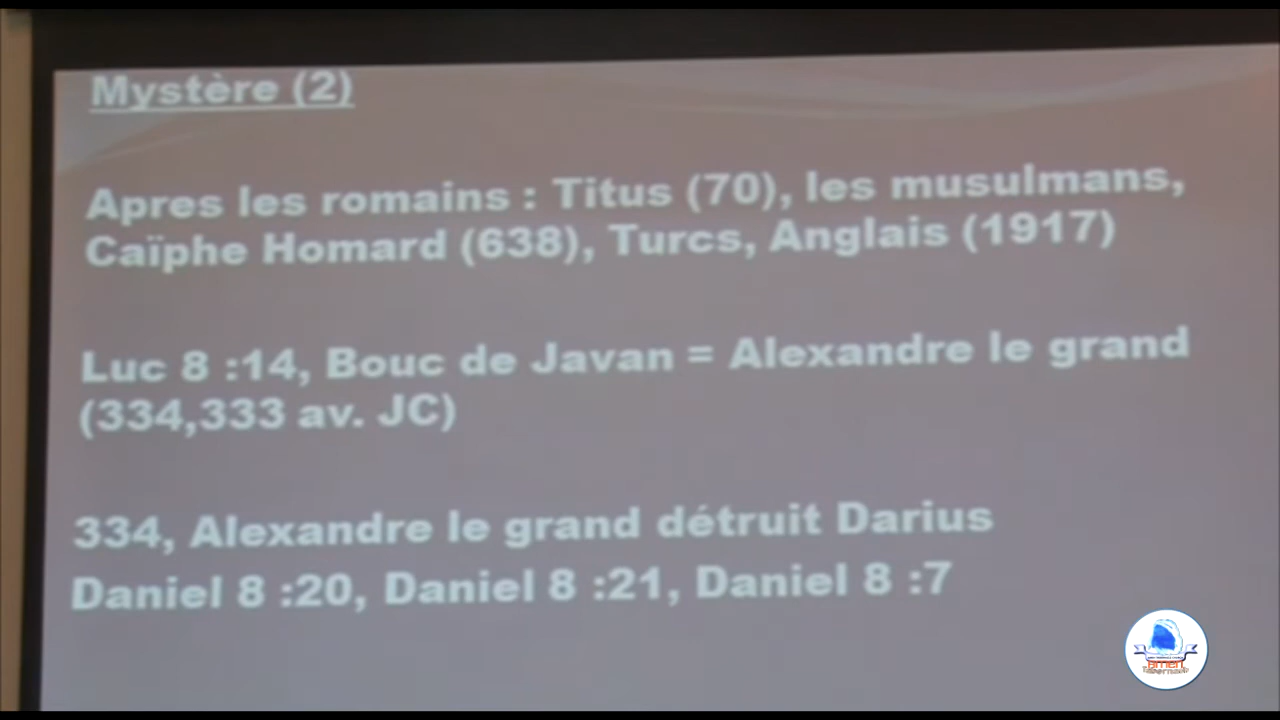 Mystère (2)
Apres les romains : Titus (70), les musulmans,
Caïphe Homard (638), Turcs, Anglais (1917)
Luc 8 :14, Bouc de Javan = Alexandre le grand
(334,333 av. JC)
334, Alexandre le grand détruit Darius
Daniel 8 :20, Daniel 8 :21, Daniel 8 :7